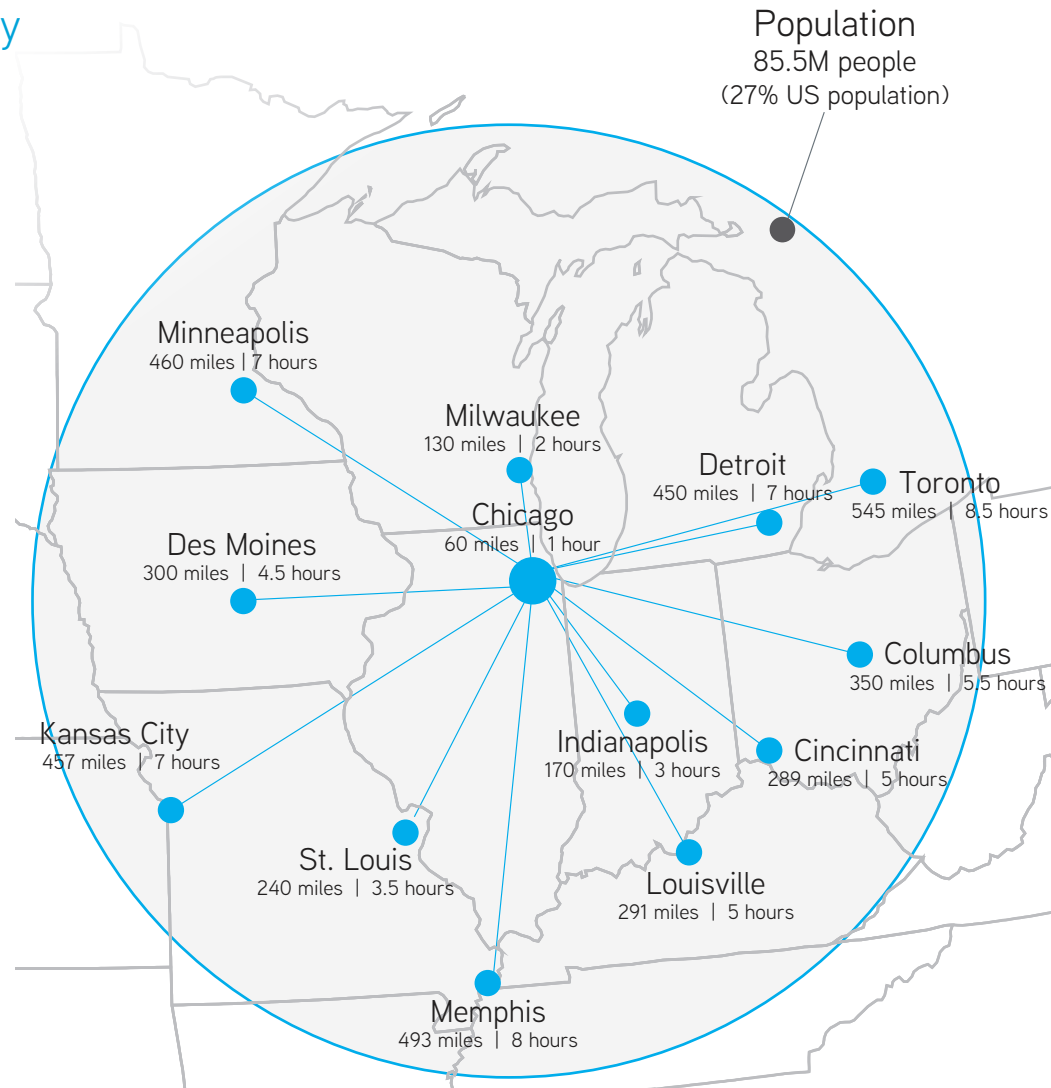 y
Population
85.5M people
(27% US population)
Minneapolis
460 miles | 7 hours
Milwaukee
130 miles | 2 hours
Detroit
450 miles | 7 hours
Toronto
545 miles | 8.5 hours
Chicago
60 miles | 1 hour
Des Moines
300 miles | 4.5 hours
Columbus
350 miles | 5.5 hours
Kansas City
457 miles | 7 hours
Indianapolis
170 miles | 3 hours
Cincinnati
289 miles | 5 hours
St. Louis
240 miles | 3.5 hours
Louisville
291 miles | 5 hours
Memphis
493 miles | 8 hours